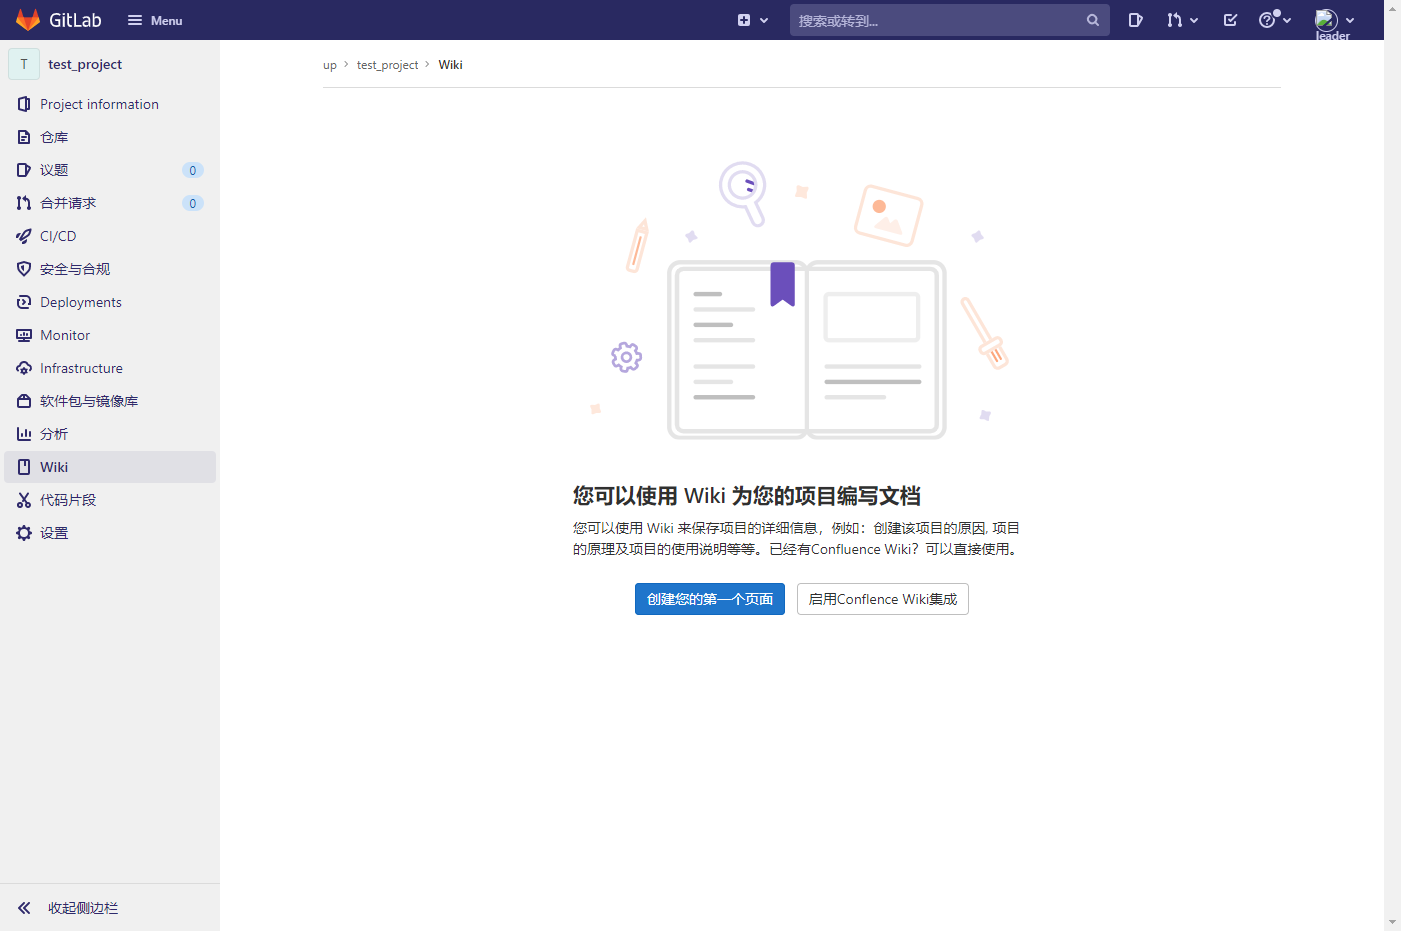 GitLab
Menu
搜索或转到...
leader
T test_project
Project information
仓库
议题 0
合并请求 0
CI/CD
安全与合规
Deployments
Monitor
Infrastructure
软件包与镜像库
分析
Wiki
代码片段
设置
收起侧边栏
up › test_project › Wiki
您可以使用 Wiki 为您的项目编写文档
您可以使用 Wiki 来保存项目的详细信息，例如：创建该项目的原因, 项目
的原理及项目的使用说明等等。已经有Confluence Wiki？可以直接使用。
创建您的第一个页面
启用Conflence Wiki集成